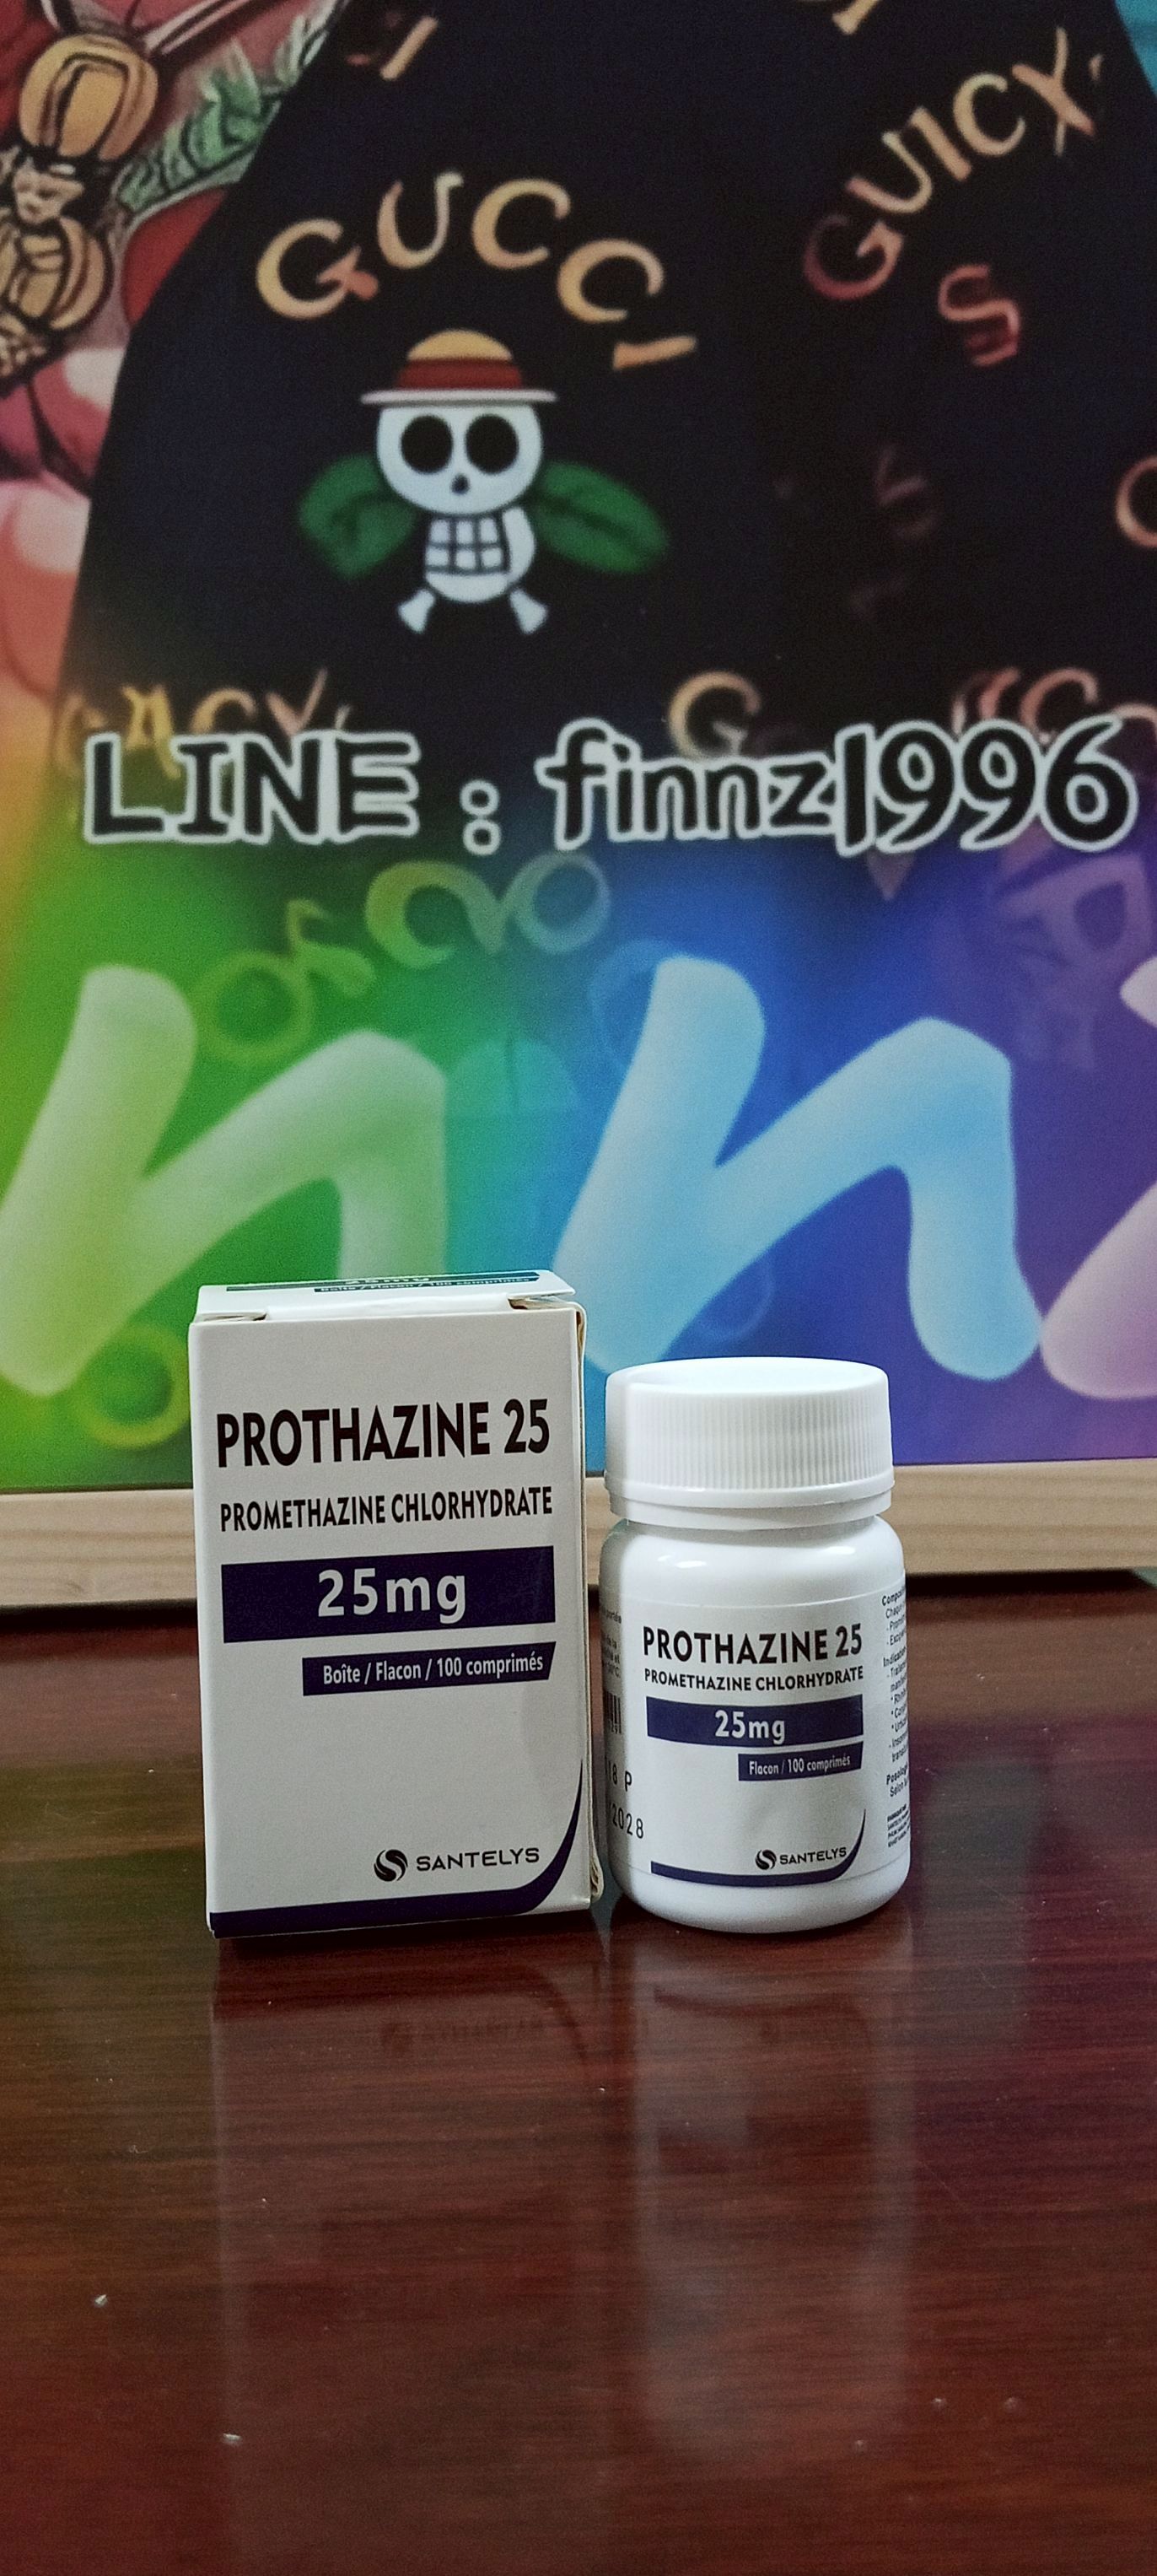 GUCCI
GUICY
S
LINE : finnz1996
PROTHAZINE 25
PROMETHAZINE CHLORHYDRATE
25mg
Boîte / Flacon / 100 comprimés
SANTELYS
PROTHAZINE 25
PROMETHAZINE CHLORHYDRATE
25mg
Flacon / 100 comprimés
SANTELYS
2028